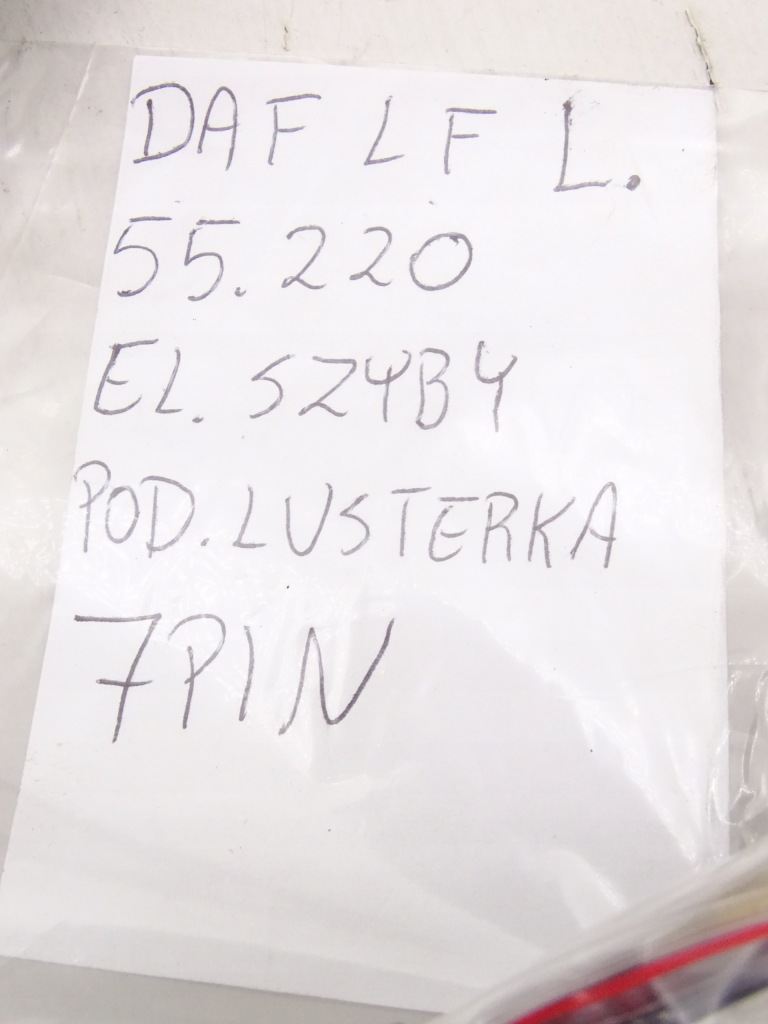 DAF LF L.
55.220
EL. SZYBY
POD. LUSTERKA
7PIN